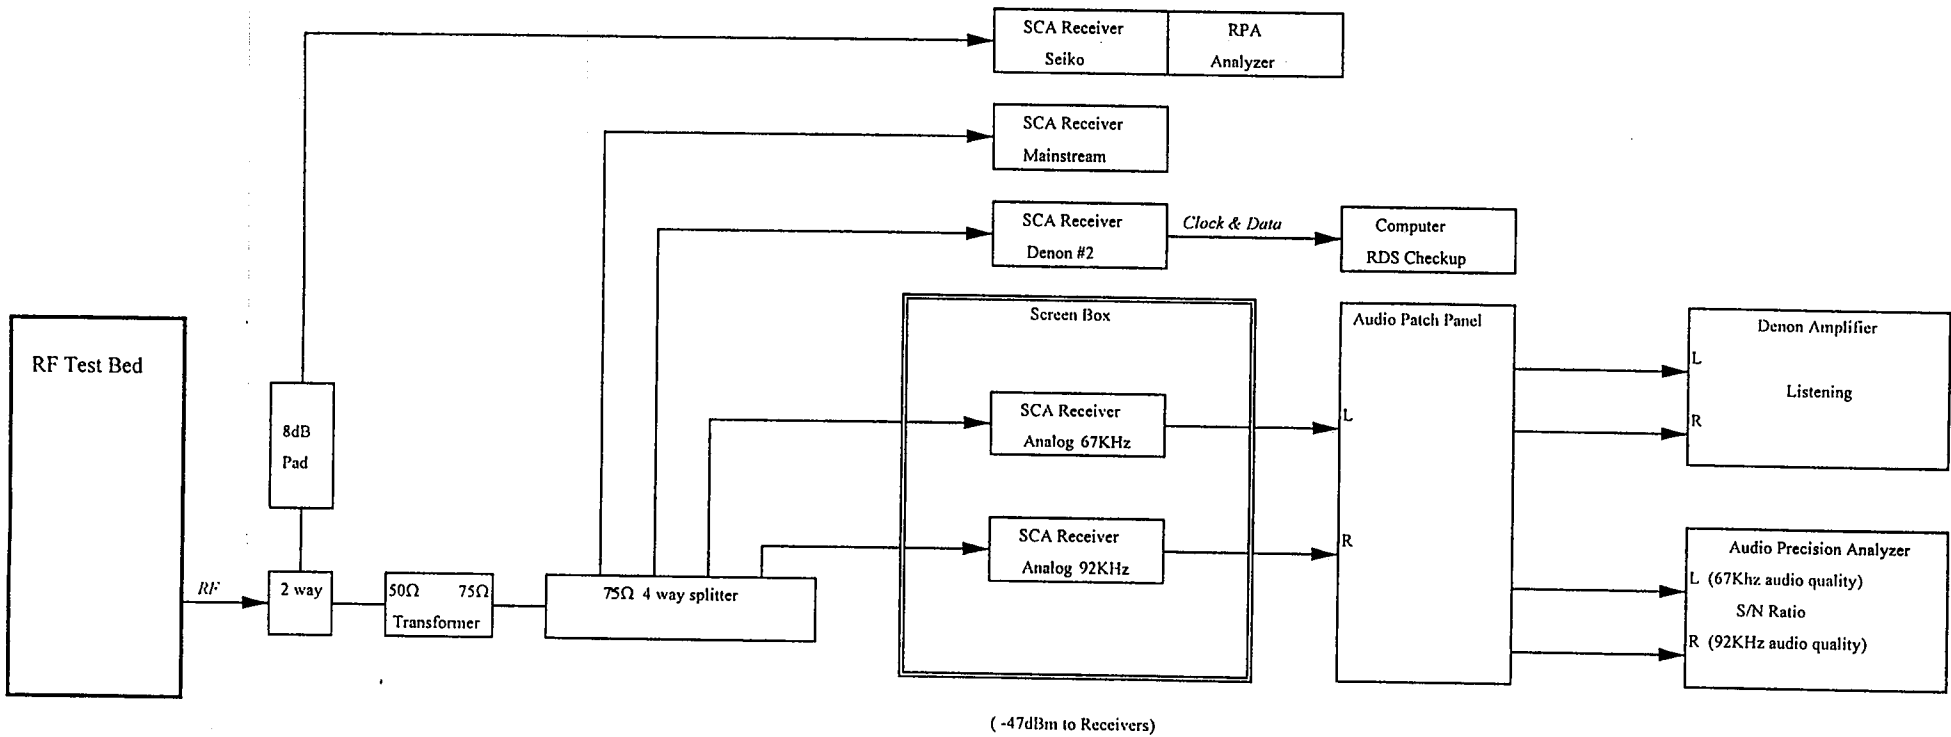 SCA Receiver
Seiko
RPA
Analyzer
SCA Receiver
Mainstream
SCA Receiver
Denon #2
Clock & Data
Computer
RDS Checkup
RF Test Bed
8dB
Pad
RF
2 way
50Ω 75Ω
Transformer
75Ω 4 way splitter
Screen Box
SCA Receiver
Analog 67KHz
SCA Receiver
Analog 92KHz
Audio Patch Panel
L
R
Denon Amplifier
L
Listening
R
Audio Precision Analyzer
L (67Khz audio quality)
S/N Ratio
R (92KHz audio quality)
( -47dBm to Receivers)